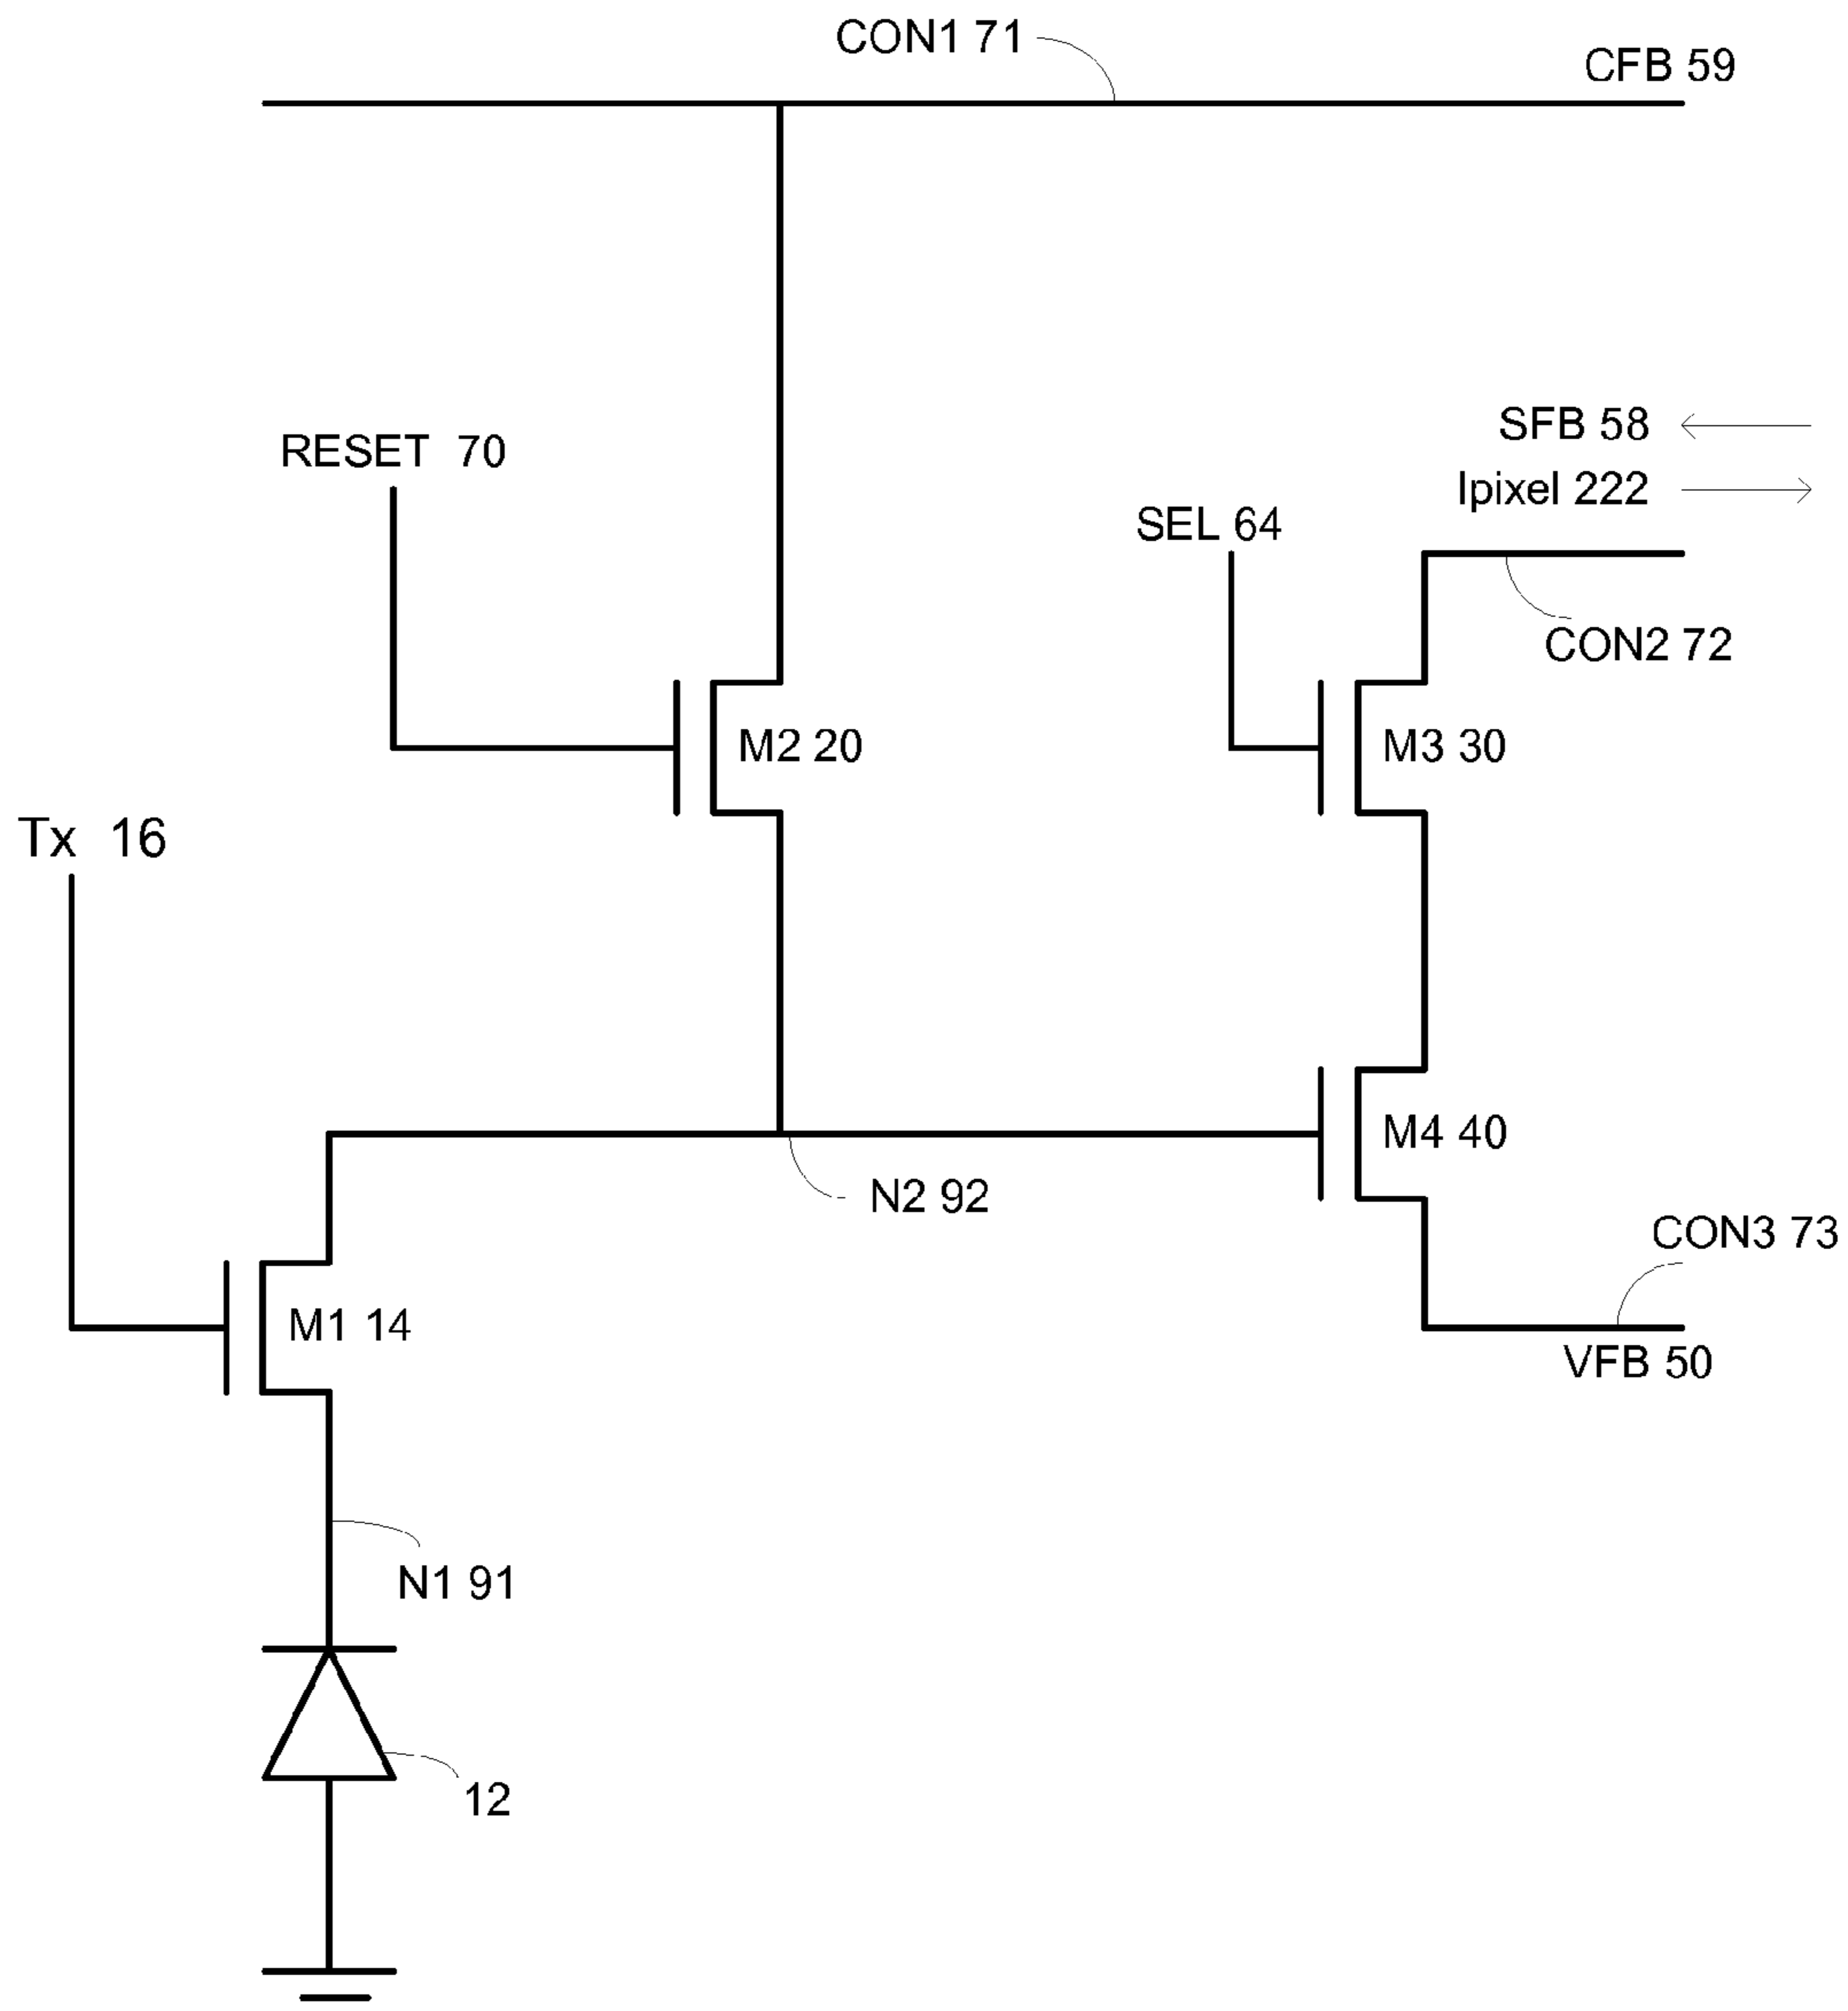 CON1 71
CFB 59
SFB 58
RESET 70
Ipixel 222
SEL 64
CON2 72
M2 20
M3 30
Tx 16
M4 40
N2 92
CON3 73
M1 14
VFB 50
N1 91
12